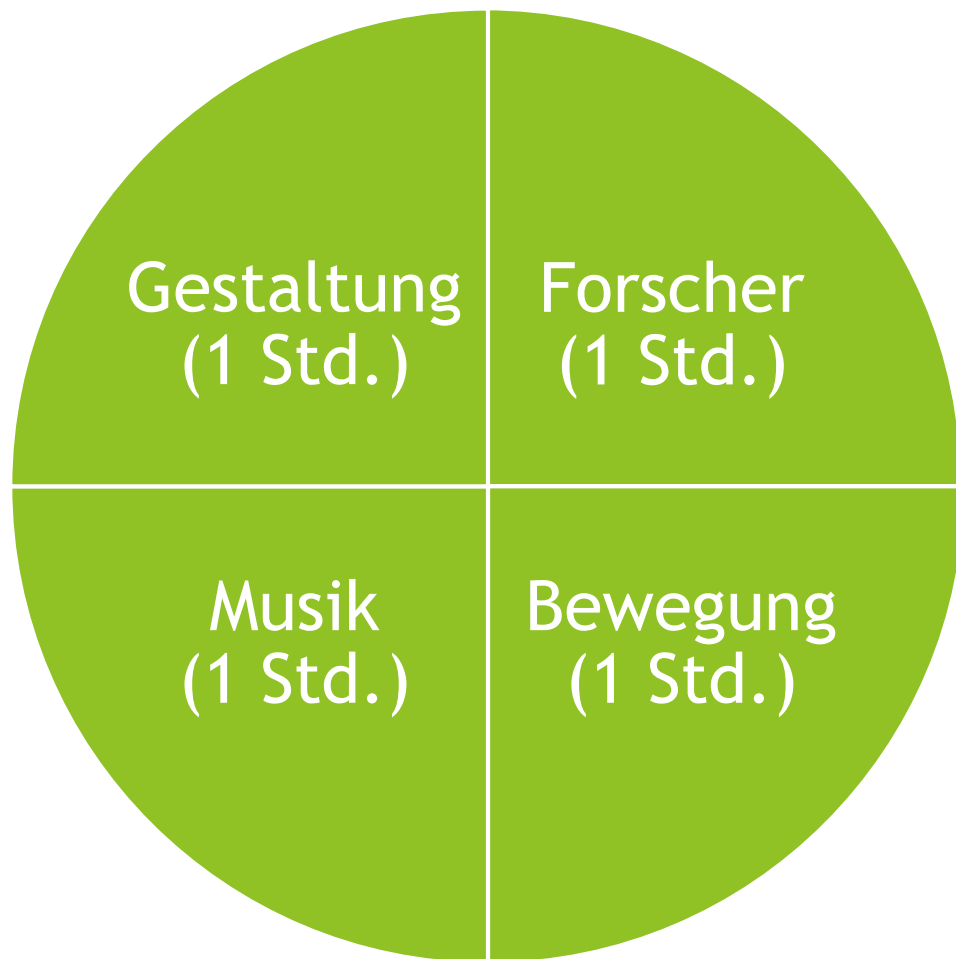 Gestaltung
(1 Std.)
Forscher
(1 Std.)
Musik
(1 Std.)
Bewegung
(1 Std.)